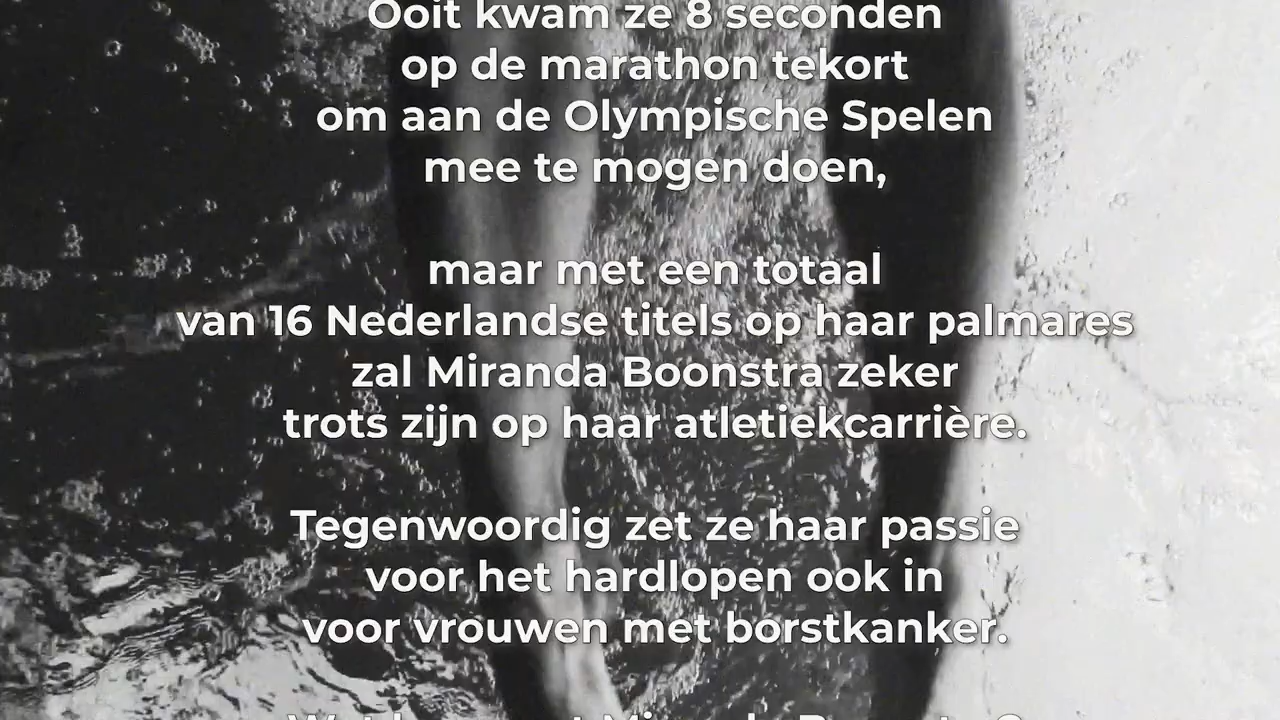 Ooit kwam ze 8 seconden
op de marathon tekort
om aan de Olympische Spelen
mee te mogen doen,
maar met een totaal
van 16 Nederlandse titels op haar palmares
zal Miranda Boonstra zeker
trots zijn op haar atletiekcarrière.
Tegenwoordig zet ze haar passie
voor het hardlopen ook in
voor vrouwen met borstkanker.